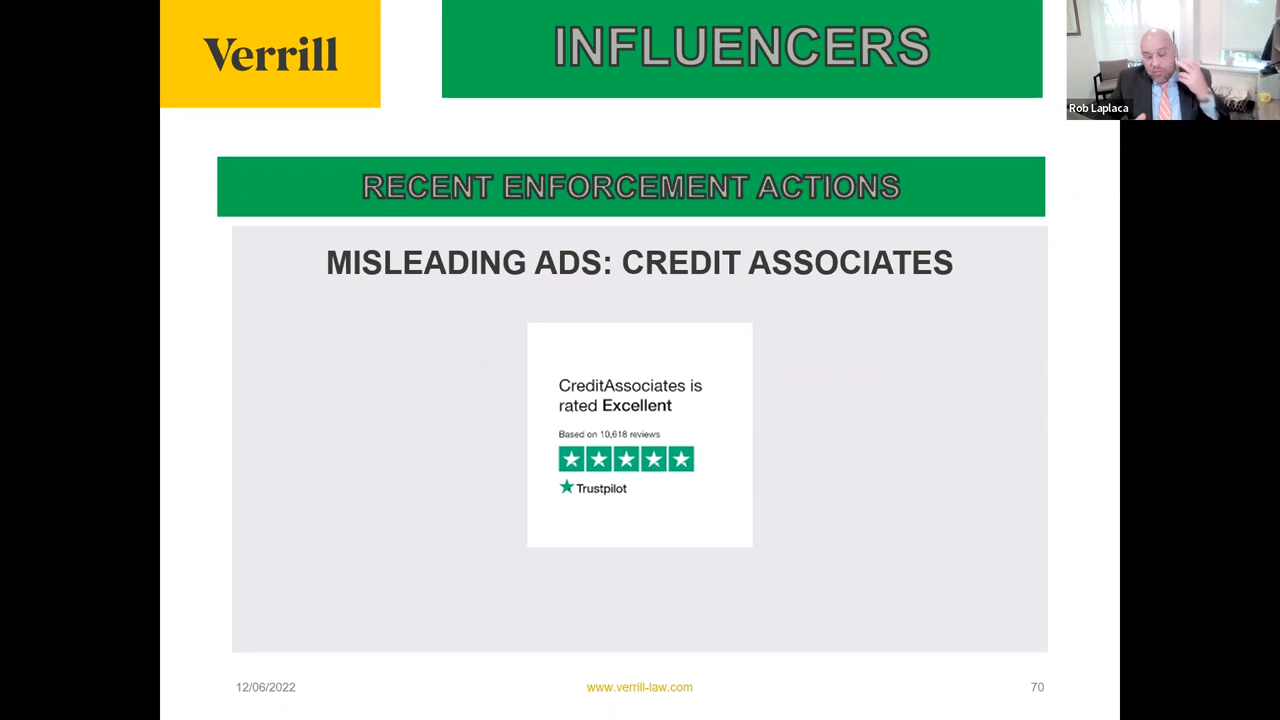 Verrill
INFLUENCERS
Rob Laplaca
RECENT ENFORCEMENT ACTIONS
MISLEADING ADS: CREDIT ASSOCIATES
CreditAssociates is
rated Excellent
Based on 10,618 reviews
Trustpilot
12/06/2022
www.verrill-law.com
70